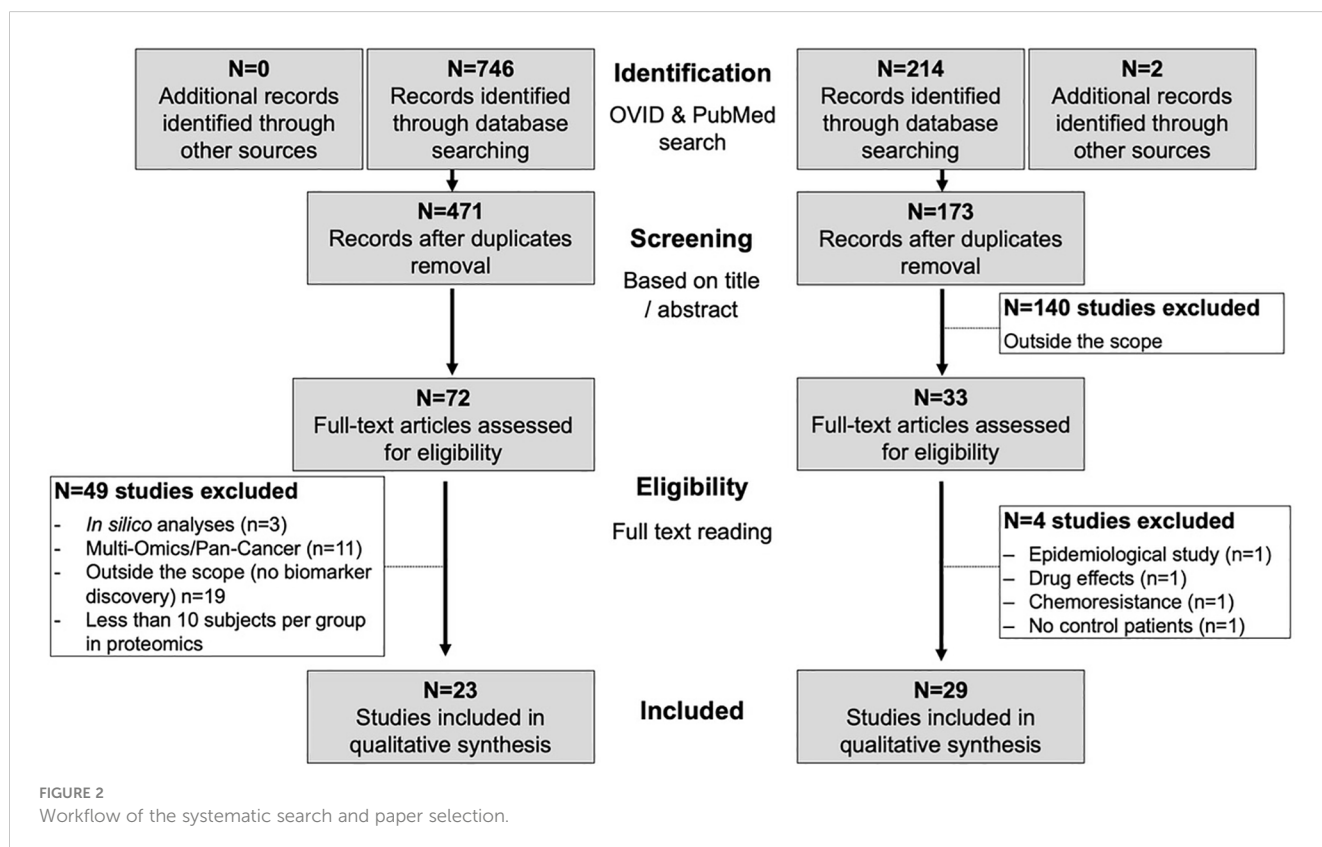 N=0
Additional records
identified through
other sources
N=746
Records identified
through database
searching
Identification
OVID & PubMed
search
N=214
Records identified
through database
searching
N=2
Additional records
identified through
other sources
N=471
Records after duplicates
removal
Screening
Based on title
/ abstract
N=173
Records after duplicates
removal
N=140 studies excluded
Outside the scope
N=72
Full-text articles assessed
for eligibility
N=33
Full-text articles assessed
for eligibility
N=49 studies excluded
- In silico analyses (n=3)
- Multi-Omics/Pan-Cancer (n=11)
- Outside the scope (no biomarker
discovery) n=19
- Less than 10 subjects per group
in proteomics
Eligibility
Full text reading
N=4 studies excluded
– Epidemiological study (n=1)
– Drug effects (n=1)
– Chemoresistance (n=1)
– No control patients (n=1)
N=23
Studies included in
qualitative synthesis
Included
N=29
Studies included in
qualitative synthesis
FIGURE 2
Workflow of the systematic search and paper selection.